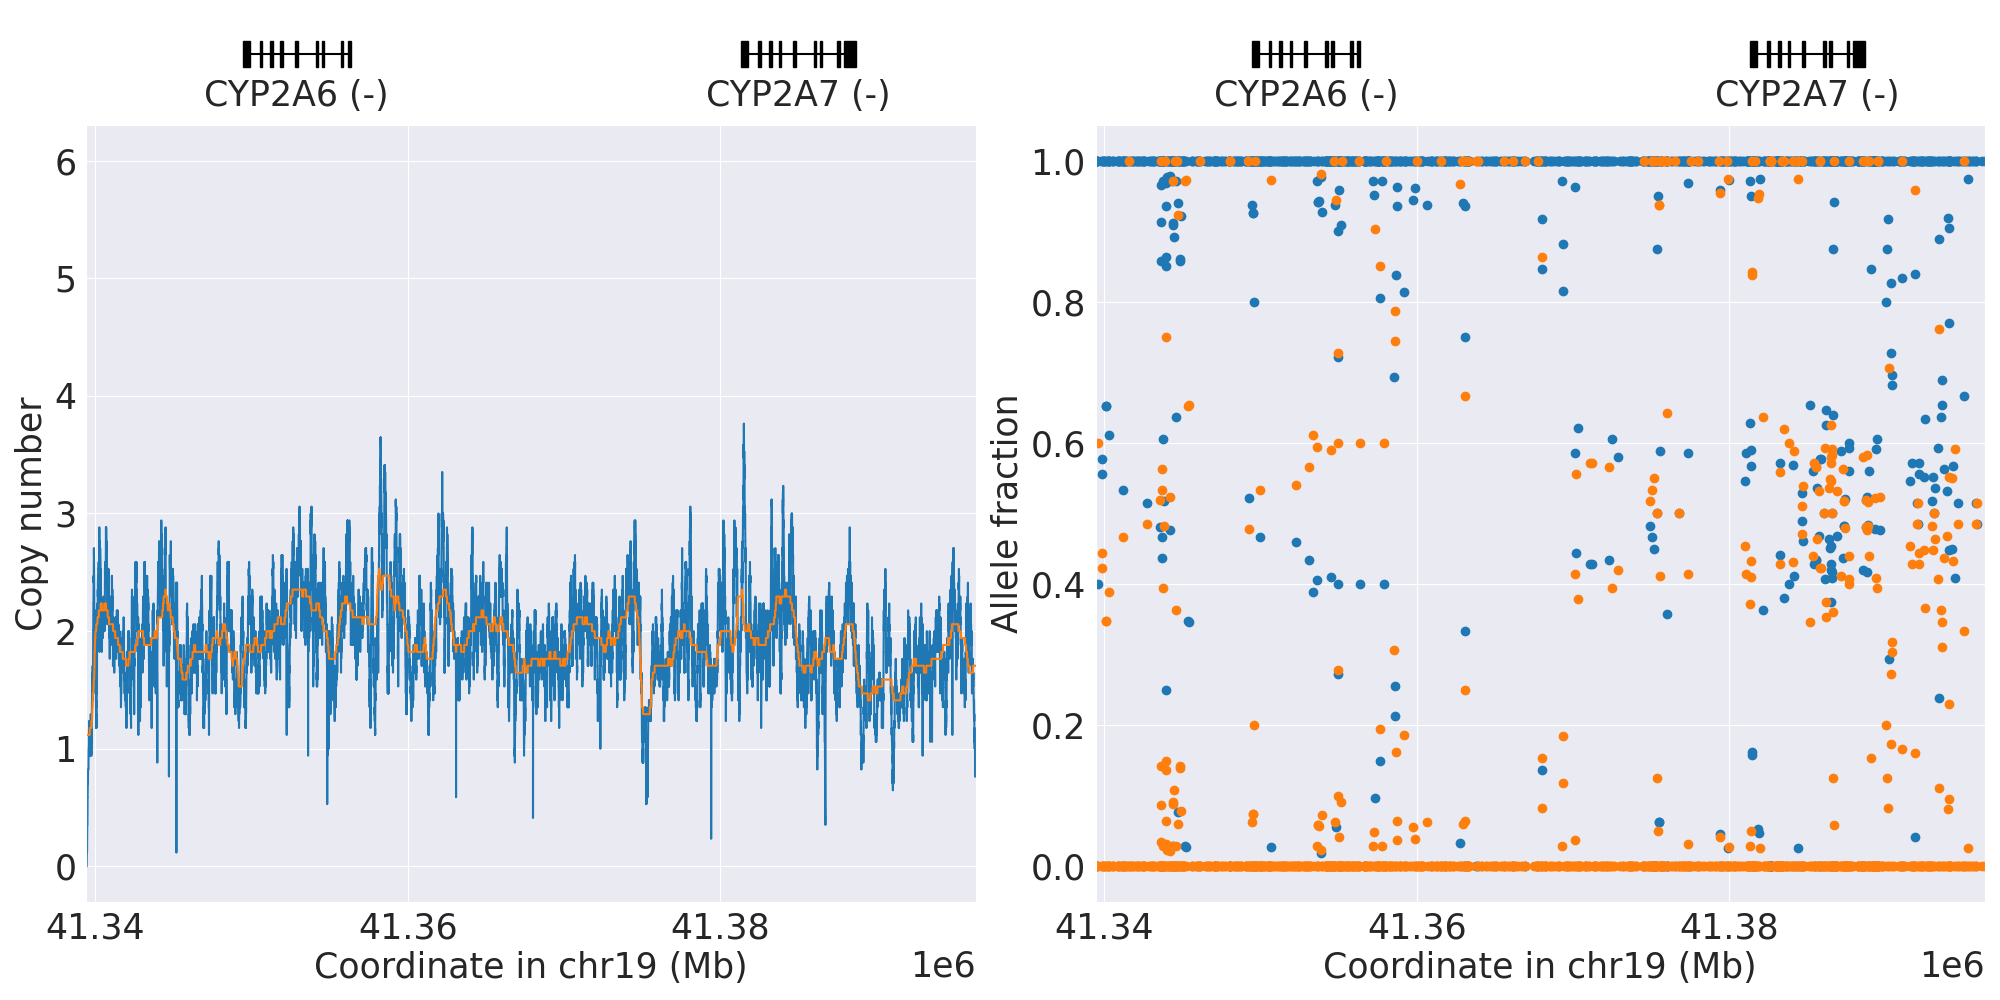 CYP2A6 (-)
CYP2A7 (-)
6
5
4
3
2
1
0
Copy number
41.34
41.36
41.38
Coordinate in chr19 (Mb)
1e6
CYP2A6 (-)
CYP2A7 (-)
1.0
0.8
0.6
0.4
0.2
0.0
Allele fraction
41.34
41.36
41.38
Coordinate in chr19 (Mb)
1e6